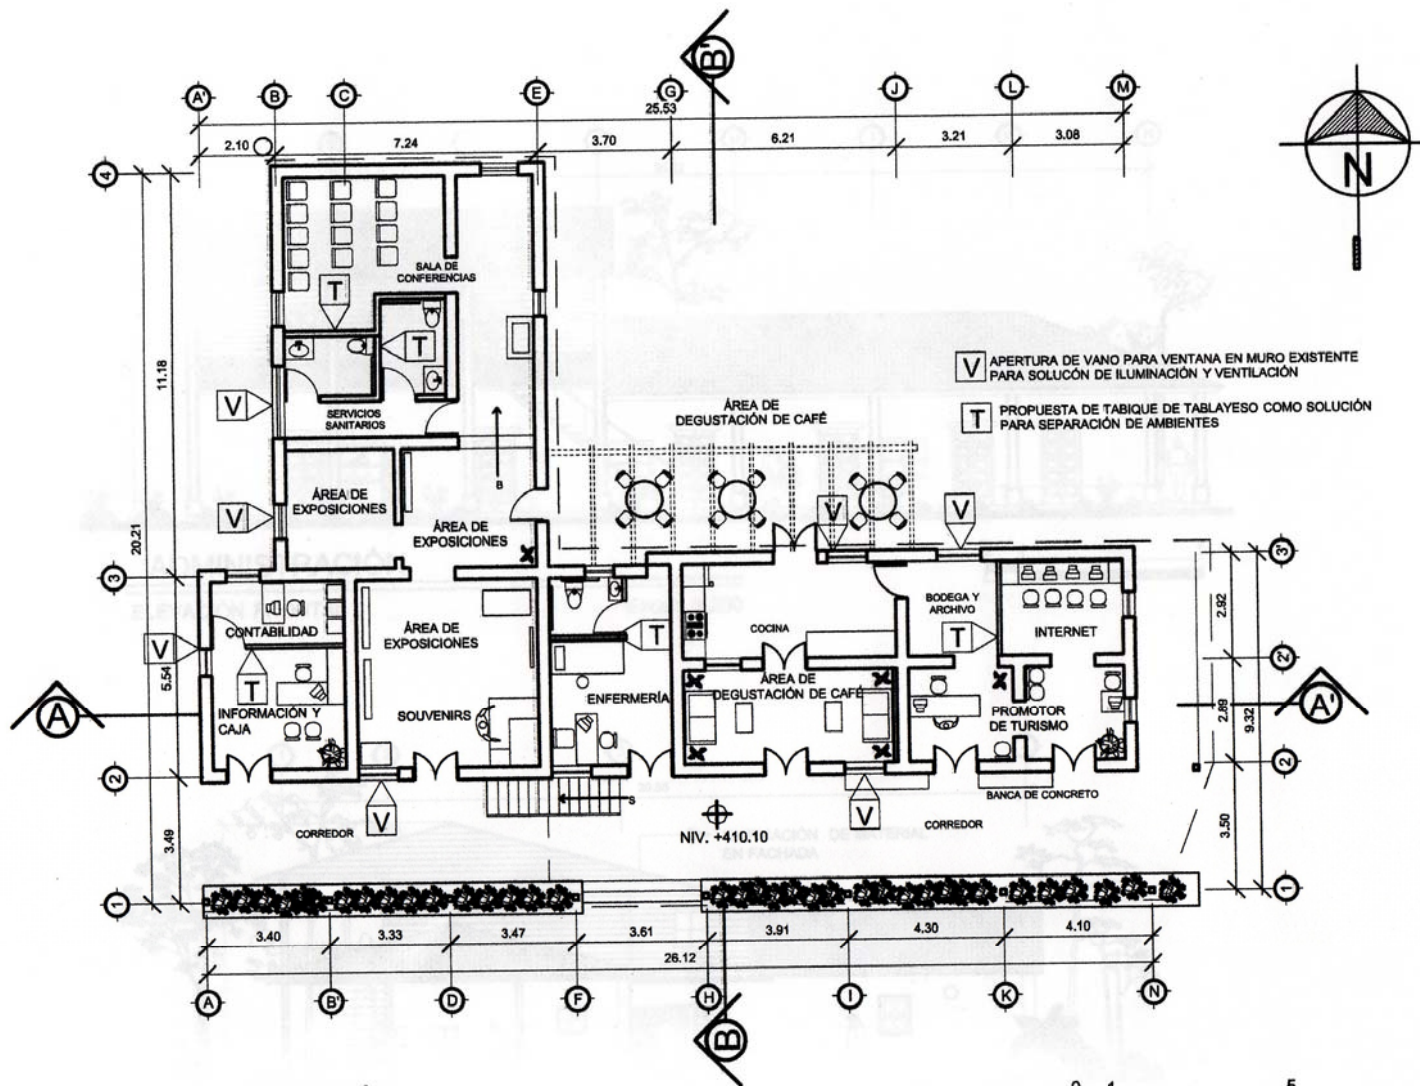 B'
A'
B
C
E
G
J
L
M
25.53
2.10
7.24
3.70
6.21
3.21
3.08
N
4
SALA DE
CONFERENCIAS
T
T
11.18
V
SERVICIOS
SANITARIOS
V APERTURA DE VANO PARA VENTANA EN MURO EXISTENTE
PARA SOLUCÓN DE ILUMINACIÓN Y VENTILACIÓN
T PROPUESTA DE TABIQUE DE TABLAYESO COMO SOLUCIÓN
PARA SEPARACIÓN DE AMBIENTES
ÁREA DE
DEGUSTACIÓN DE CAFÉ
B
V
ÁREA DE
EXPOSICIONES
ÁREA DE
EXPOSICIONES
V
V
20.21
ADMINISTRACIÓN
3
3'
CONTABILIDAD
ÁREA DE
EXPOSICIONES
T
COCINA
BODEGA Y
ARCHIVO
T
INTERNET
2.92
V
5.54
T
2'
A
INFORMACIÓN Y
CAJA
SOUVENIRS
ENFERMERÍA
ÁREA DE
DEGUSTACIÓN DE CAFÉ
PROMOTOR
DE TURISMO
2.89
9.32
A'
2
2
S
BANCA DE CONCRETO
V
V
CORREDOR
NIV. +410.10
CORREDOR
3.49
3.50
EN FACHADA
1
1
3.40
3.33
3.47
3.61
3.91
4.30
4.10
26.12
A
B'
D
F
H
I
K
N
B
0 1 5